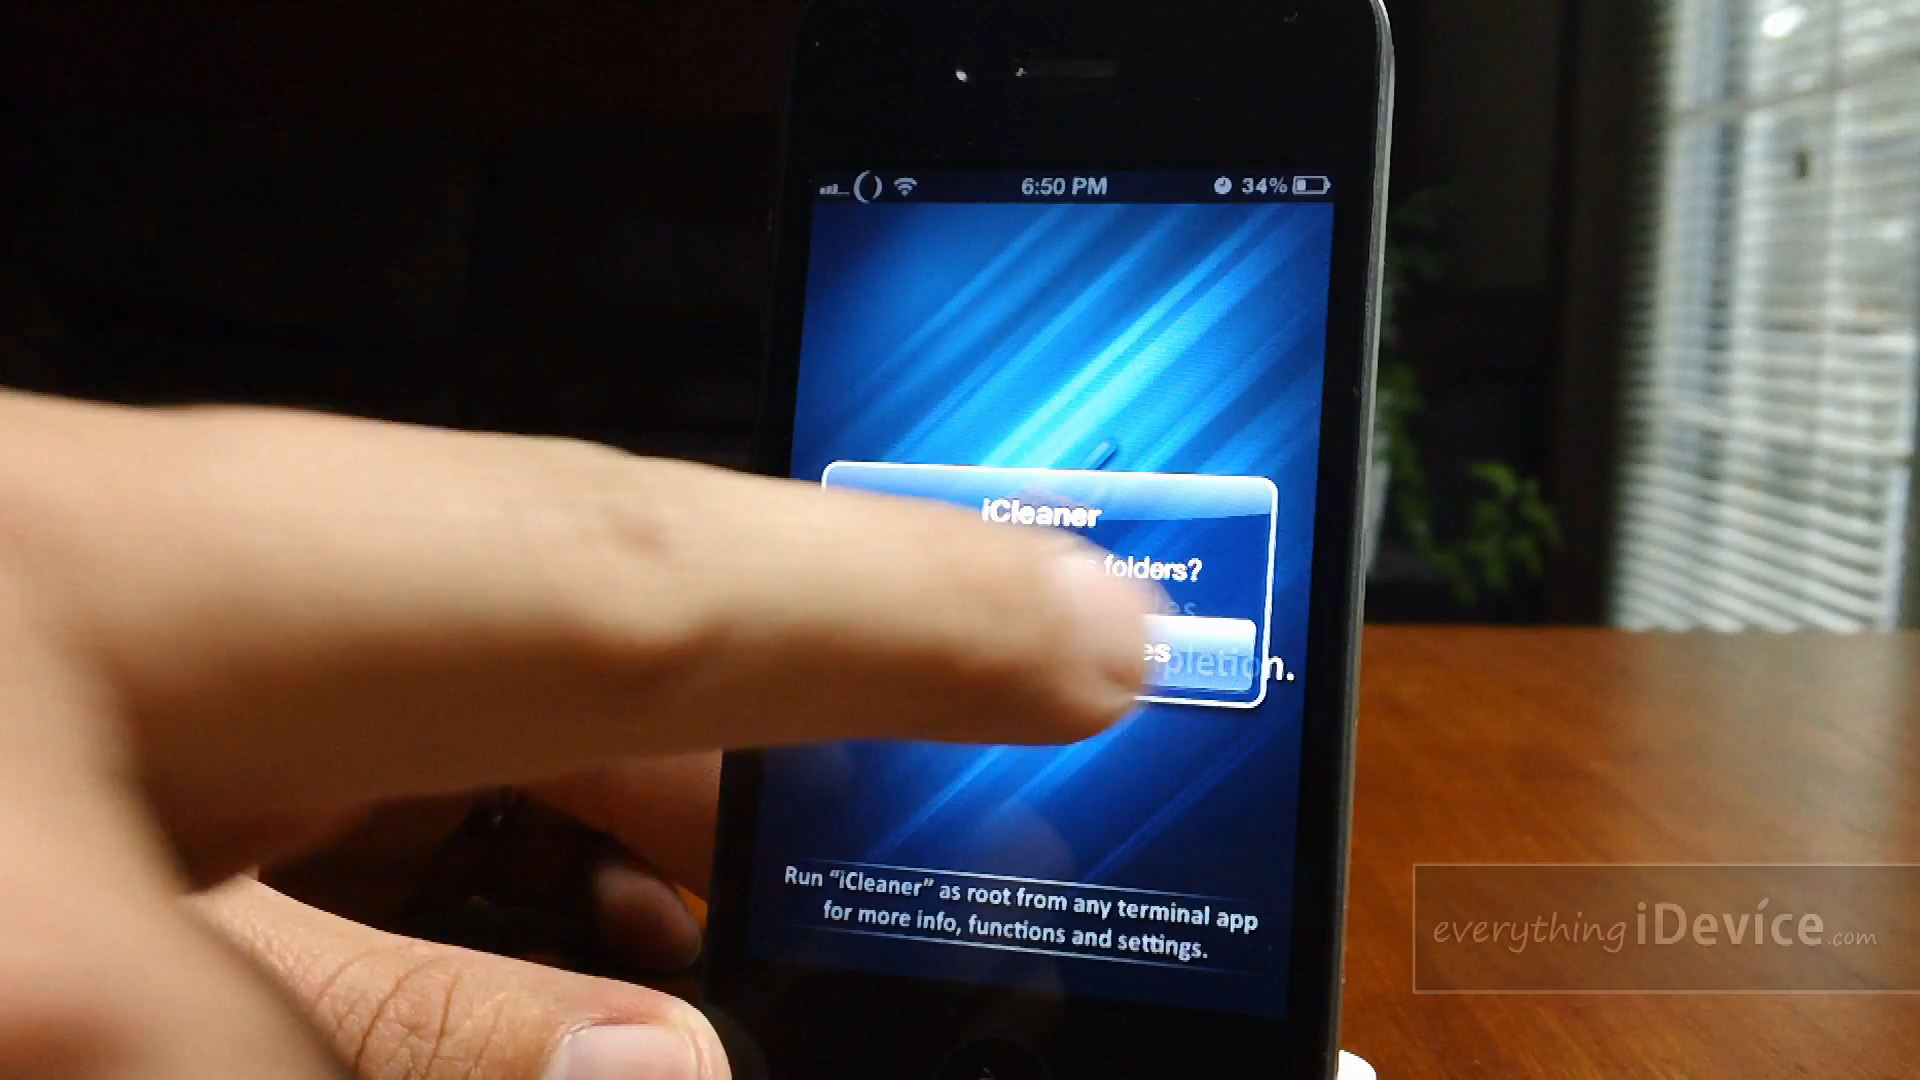 6:50 PM
34%
iCleaner
folders?
Run “iCleaner” as root from any terminal app
for more info, functions and settings.
everything iDevice.com